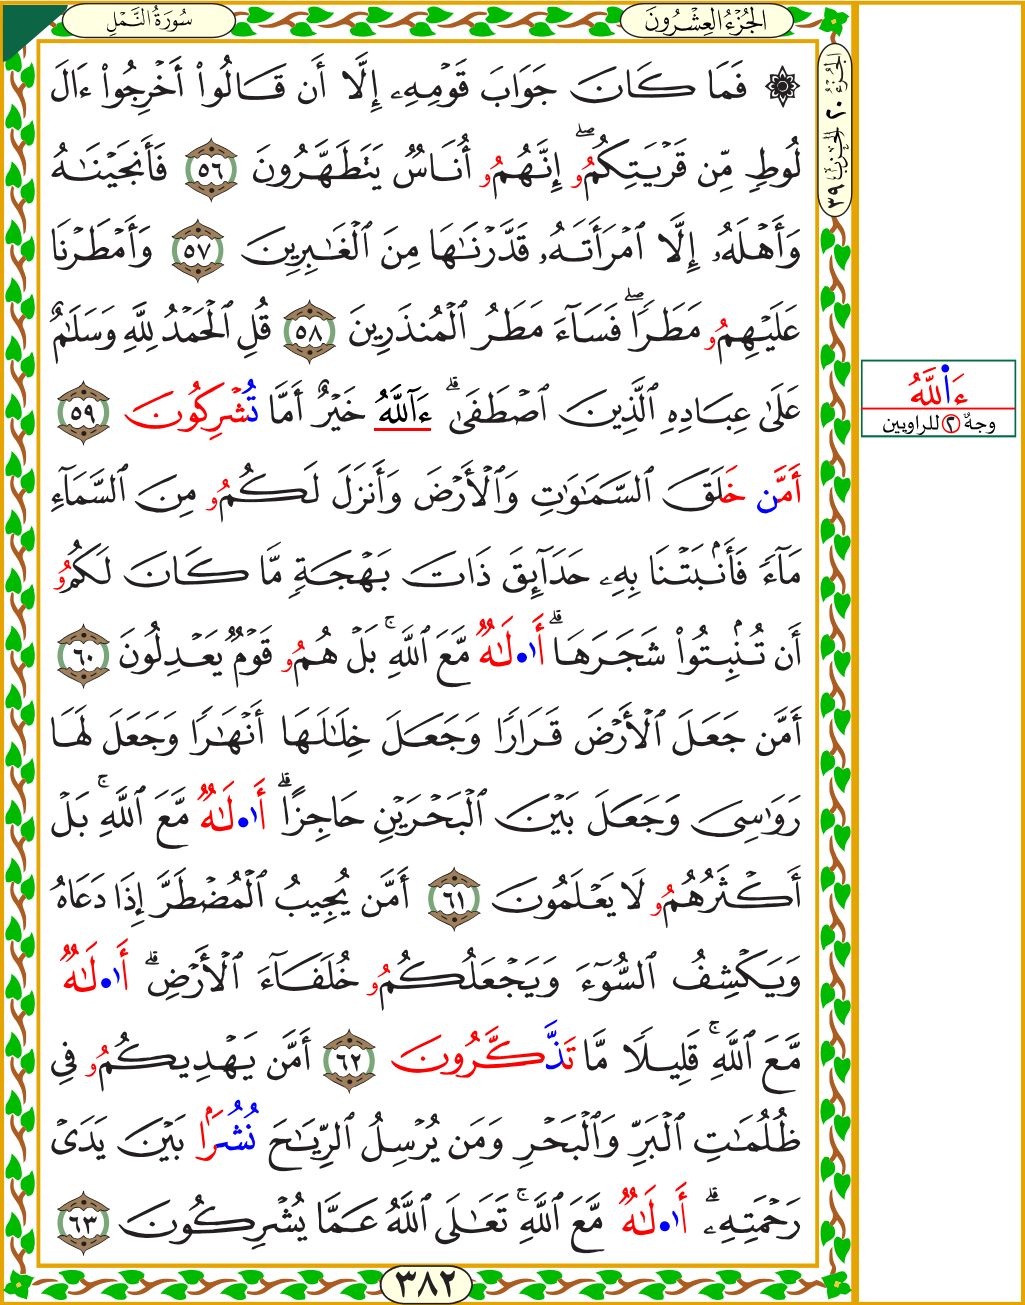 سُورَةُ النَّمْلِ
الجُزْءُ العِشْرُونَ
الجزء ٢٠ الحزب ٣٩
۞ فَمَا كَانَ جَوَابَ قَوْمِهِۦ إِلَّا أَن قَالُوا۟ أَخْرِجُوا۟ ءَالَ
لُوطٍ مِّن قَرْيَتِكُمُۥ ۖ إِنَّهُمُۥ أُنَاسٌ يَتَطَهَّرُونَ ٥٦ فَأَنجَيْنَـٰهُ
وَأَهْلَهُۥ إِلَّا ٱمْرَأَتَهُۥ قَدَّرْنَـٰهَا مِنَ ٱلْغَـٰبِرِينَ ٥٧ وَأَمْطَرْنَا
عَلَيْهِمُۥ مَطَرًا ۖ فَسَآءَ مَطَرُ ٱلْمُنذَرِينَ ٥٨ قُلِ ٱلْحَمْدُ لِلَّهِ وَسَلَـٰمٌ
عَلَىٰ عِبَادِهِ ٱلَّذِينَ ٱصْطَفَىٰٓ ۗ ءَآللَّهُ خَيْرٌ أَمَّا تُشْرِكُونَ ٥٩
أَمَّن خَلَقَ ٱلسَّمَـٰوَٰتِ وَٱلْأَرْضَ وَأَنزَلَ لَكُمُۥ مِنَ ٱلسَّمَآءِ
مَآءً فَأَنۢبَتْنَا بِهِۦ حَدَآئِقَ ذَاتَ بَهْجَةٍ مَّا كَانَ لَكُمُۥٓ
أَن تُنۢبِتُوا۟ شَجَرَهَا ۗ أَا۟لَـٰهٌ مَّعَ ٱللَّهِ ۚ بَلْ هُمُۥ قَوْمٌ يَعْدِلُونَ ٦٠
أَمَّن جَعَلَ ٱلْأَرْضَ قَرَارًا وَجَعَلَ خِلَـٰلَهَا أَنْهَـٰرًا وَجَعَلَ لَهَا
رَوَٰسِىَ وَجَعَلَ بَيْنَ ٱلْبَحْرَيْنِ حَاجِزًا ۗ أَا۟لَـٰهٌ مَّعَ ٱللَّهِ ۚ بَلْ
أَكْثَرُهُمُۥ لَا يَعْلَمُونَ ٦١ أَمَّن يُجِيبُ ٱلْمُضْطَرَّ إِذَا دَعَاهُ
وَيَكْشِفُ ٱلسُّوٓءَ وَيَجْعَلُكُمُۥ خُلَفَآءَ ٱلْأَرْضِ ۗ أَا۟لَـٰهٌ
مَّعَ ٱللَّهِ ۚ قَلِيلًا مَّا تَذَّكَّرُونَ ٦٢ أَمَّن يَهْدِيكُمُۥ فِى
ظُلُمَـٰتِ ٱلْبَرِّ وَٱلْبَحْرِ وَمَن يُرْسِلُ ٱلرِّيَـٰحَ نُشُرًۢا بَيْنَ يَدَىْ
رَحْمَتِهِۦٓ ۗ أَا۟لَـٰهٌ مَّعَ ٱللَّهِ ۚ تَعَـٰلَى ٱللَّهُ عَمَّا يُشْرِكُونَ ٦٣
٣٨٢
ءَاللَّهُ
وجهٌ ٢ للراويين